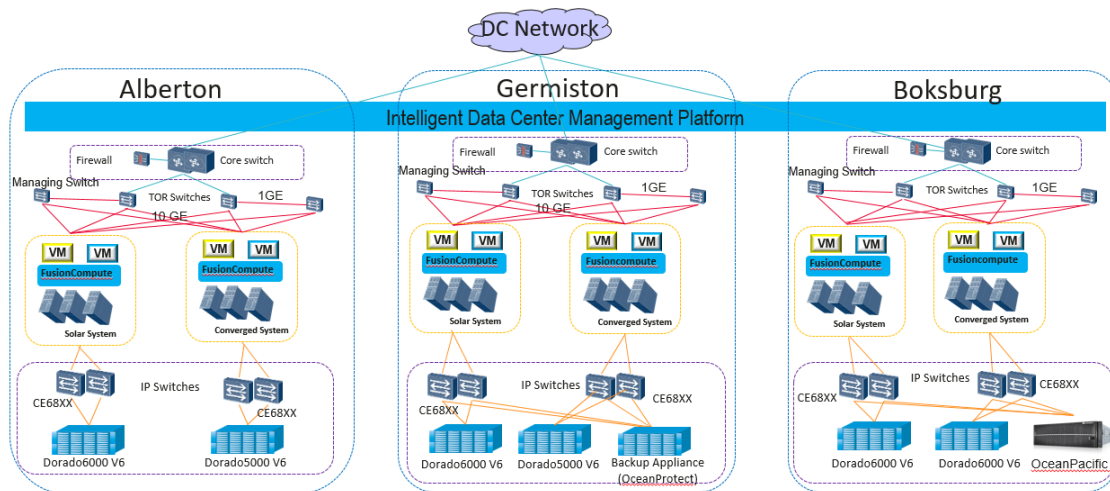 DC Network
Alberton
Germiston
Boksburg
Intelligent Data Center Management Platform
Firewall
Core switch
Firewall
Core switch
Firewall
Core switch
Managing Switch
TOR Switches
1GE
10 GE
Managing Switch
TOR Switches
1GE
10 GE
Managing Switch
TOR Switches
1GE
VM
VM
FusionCompute
Solar System
VM
VM
FusionCompute
Converged System
VM
VM
FusionCompute
Solar System
VM
VM
Fusioncompute
Converged System
VM
VM
FusionCompute
Solar System
VM
VM
Fusioncompute
Converged System
IP Switches
CE68XX
CE68XX
IP Switches
CE68XX
CE68XX
IP Switches
CE68XX
CE68XX
Dorado6000 V6
Dorado5000 V6
Dorado6000 V6
Dorado5000 V6
Backup Appliance
(OceanProtect)
Dorado6000 V6
Dorado6000 V6
OceanPacific